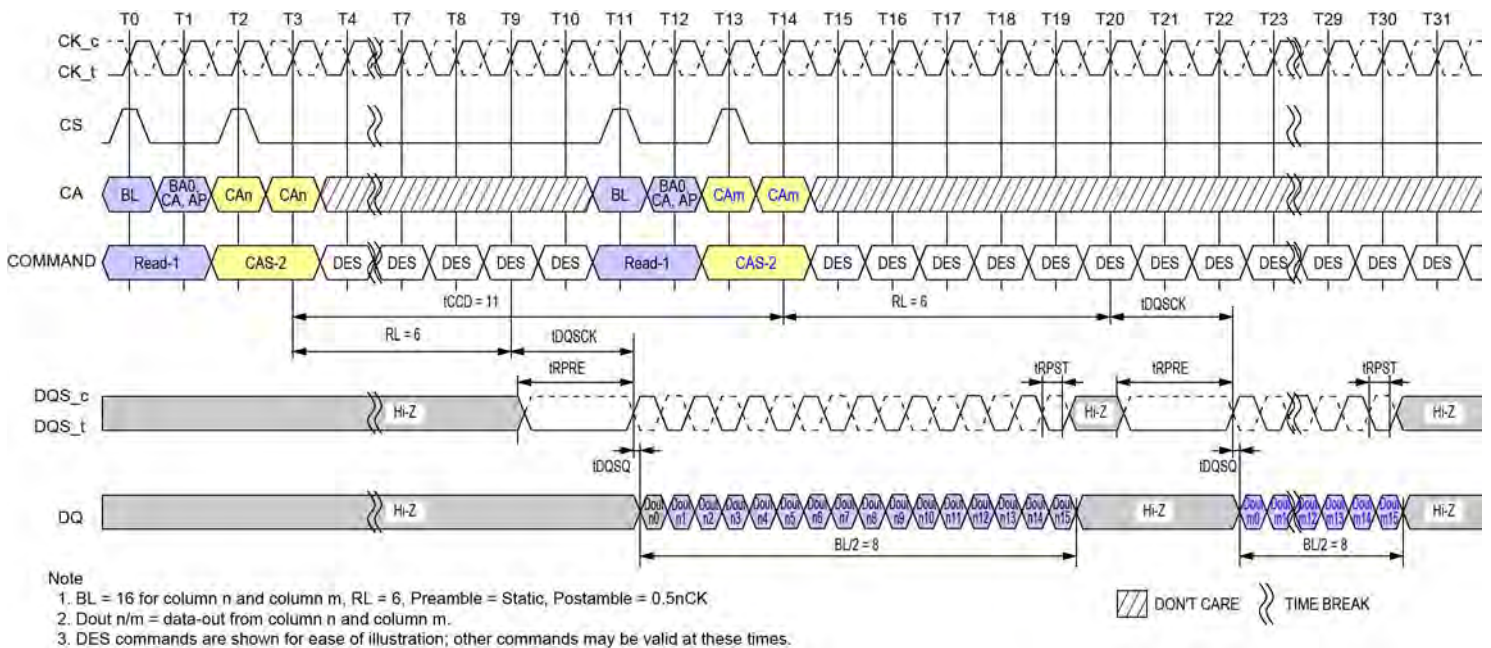 T0 T1 T2 T3 T4 T7 T8 T9 T10 T11 T12 T13 T14 T15 T16 T17 T18 T19 T20 T21 T22 T23 T29 T30 T31
CK_c
CK_t
CS
CA BL BA0, CA, AP CAn CAn BL BA0, CA, AP CAm CAm
COMMAND Read-1 CAS-2 DES DES DES DES DES Read-1 CAS-2 DES DES DES DES DES DES DES DES DES DES DES DES
tCCD = 11 RL = 6 tDQSCK
RL = 6 tDQSCK
tRPRE tRPST tRPRE tRPST
DQS_c
DQS_t
Hi-Z Hi-Z Hi-Z
tDQSQ tDQSQ
DQ Hi-Z Dout n0 Dout n1 Dout n2 Dout n3 Dout n4 Dout n5 Dout n6 Dout n7 Dout n8 Dout n9 Dout n10 Dout n11 Dout n12 Dout n13 Dout n14 Dout n15 Hi-Z Dout m0 Dout m1 Dout m12 Dout m13 Dout m14 Dout m15 Hi-Z
BL/2 = 8 BL/2 = 8
Note
1. BL = 16 for column n and column m, RL = 6, Preamble = Static, Postamble = 0.5nCK
2. Dout n/m = data-out from column n and column m.
3. DES commands are shown for ease of illustration; other commands may be valid at these times.
DON'T CARE TIME BREAK